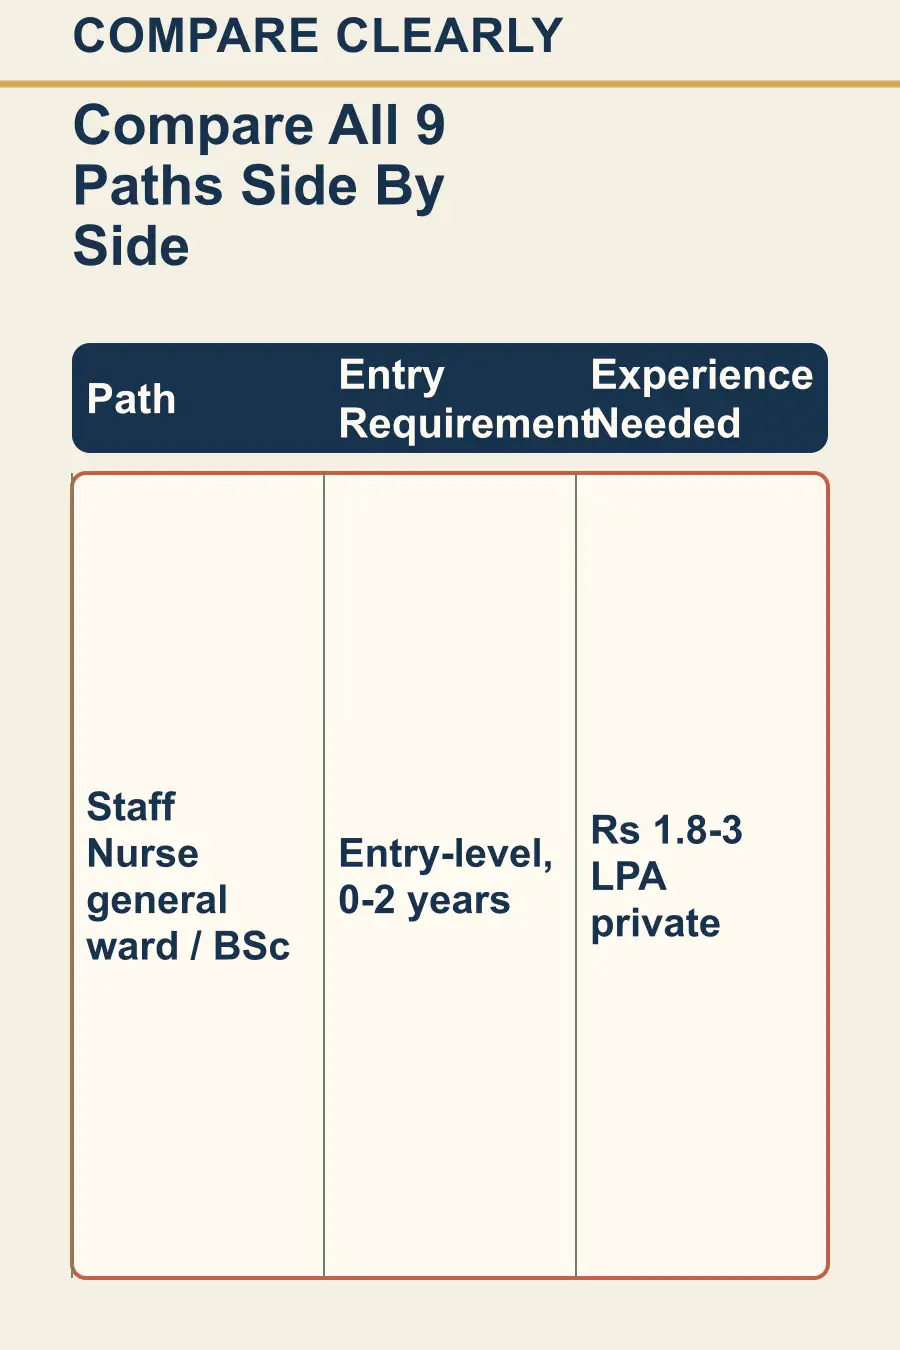 COMPARE CLEARLY
Compare All 9
Paths Side By
Side
Path
Entry
Requirement
Experience
Needed
Staff
Nurse
general
ward / BSc
Entry-level,
0-2 years
Rs 1.8-3
LPA
private